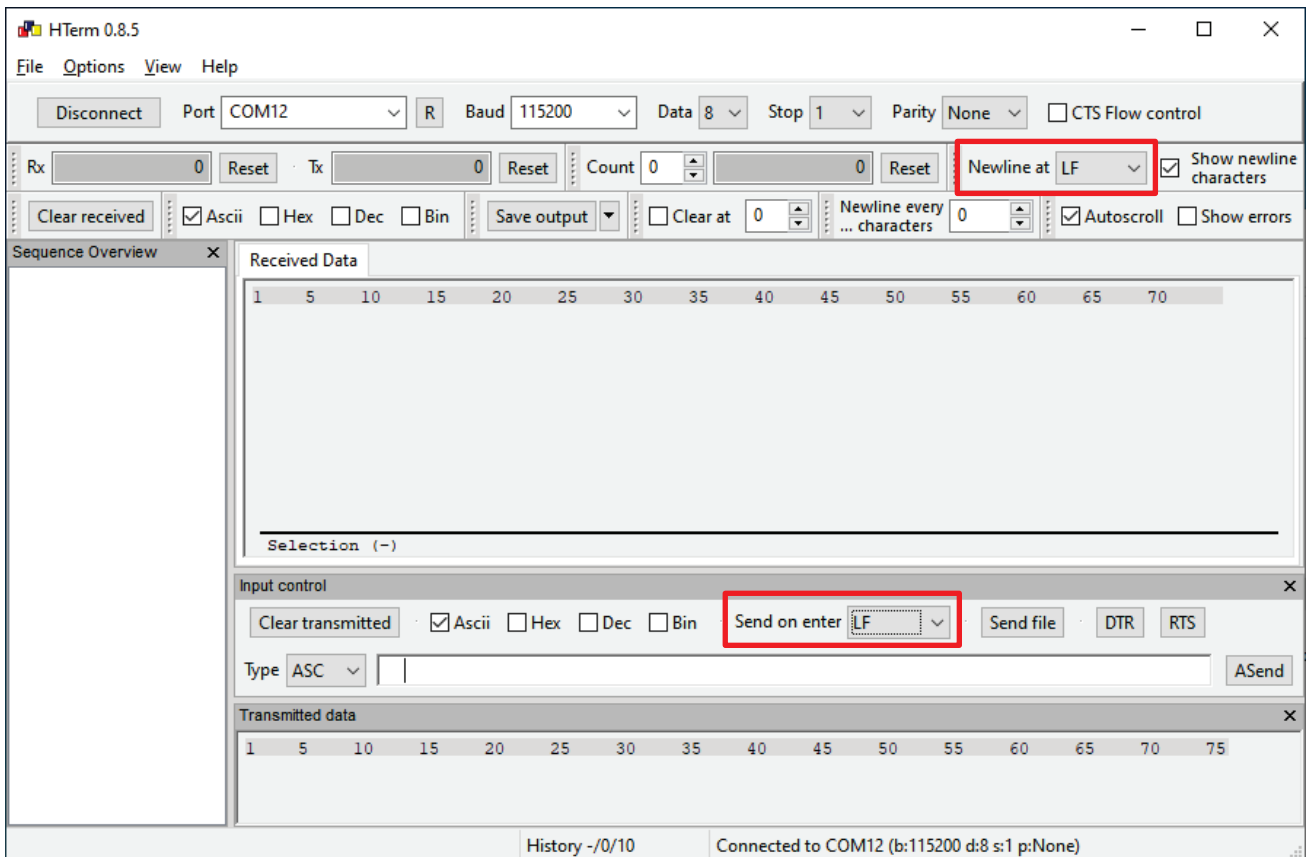 HTerm 0.8.5
File Options View Help
Disconnect Port COM12 R Baud 115200 Data 8 Stop 1 Parity None CTS Flow control
Rx 0 Reset Tx 0 Reset Count 0 0 Reset Newline at LF Show newline
characters
Clear received Ascii Hex Dec Bin Save output Clear at 0 Newline every
... characters 0 Autoscroll Show errors
Sequence Overview X
Received Data
1 5 10 15 20 25 30 35 40 45 50 55 60 65 70
Selection (-)
Input control
Clear transmitted Ascii Hex Dec Bin Send on enter LF Send file DTR RTS
Type ASC ASend
Transmitted data
1 5 10 15 20 25 30 35 40 45 50 55 60 65 70 75
History -/0/10 Connected to COM12 (b:115200 d:8 s:1 p:None)